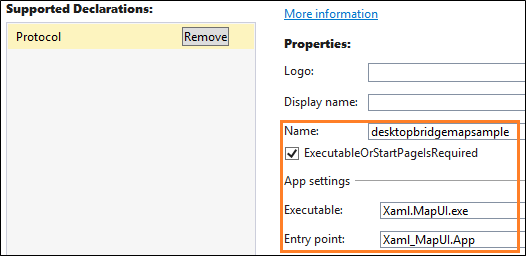 Supported Declarations:
Protocol
Remove
More information
Properties:
Logo:
Display name:
Name: desktopbridgemapsample
ExecutableOrStartPageIsRequired
App settings
Executable: Xaml.MapUI.exe
Entry point: Xaml_MapUI.App